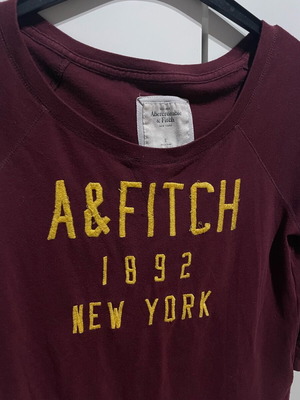 Abercrombie
& Fitch
A&FITCH
1892
NEW YORK